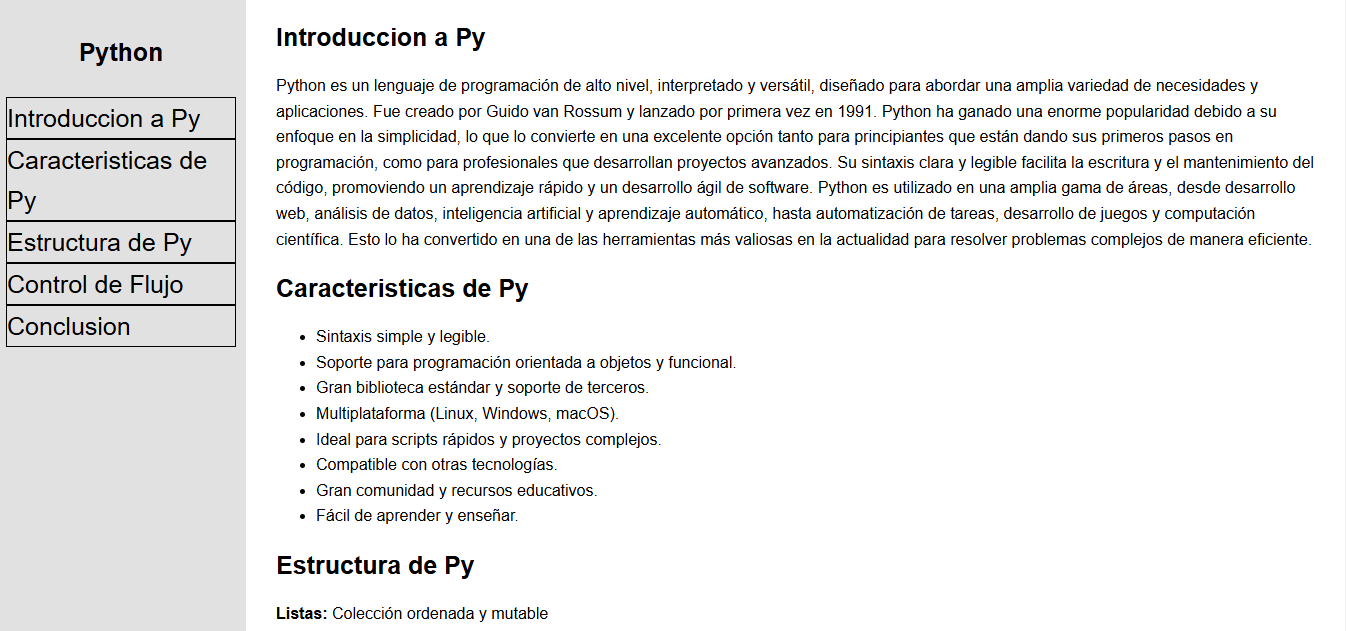 Python
Introduccion a Py
Caracteristicas de
Py
Estructura de Py
Control de Flujo
Conclusion
Introduccion a Py
Python es un lenguaje de programación de alto nivel, interpretado y versátil, diseñado para abordar una amplia variedad de necesidades y
aplicaciones. Fue creado por Guido van Rossum y lanzado por primera vez en 1991. Python ha ganado una enorme popularidad debido a su
enfoque en la simplicidad, lo que lo convierte en una excelente opción tanto para principiantes que están dando sus primeros pasos en
programación, como para profesionales que desarrollan proyectos avanzados. Su sintaxis clara y legible facilita la escritura y el mantenimiento del
código, promoviendo un aprendizaje rápido y un desarrollo ágil de software. Python es utilizado en una amplia gama de áreas, desde desarrollo
web, análisis de datos, inteligencia artificial y aprendizaje automático, hasta automatización de tareas, desarrollo de juegos y computación
científica. Esto lo ha convertido en una de las herramientas más valiosas en la actualidad para resolver problemas complejos de manera eficiente.
Caracteristicas de Py
• Sintaxis simple y legible.
• Soporte para programación orientada a objetos y funcional.
• Gran biblioteca estándar y soporte de terceros.
• Multiplataforma (Linux, Windows, macOS).
• Ideal para scripts rápidos y proyectos complejos.
• Compatible con otras tecnologías.
• Gran comunidad y recursos educativos.
• Fácil de aprender y enseñar.
Estructura de Py
Listas: Colección ordenada y mutable